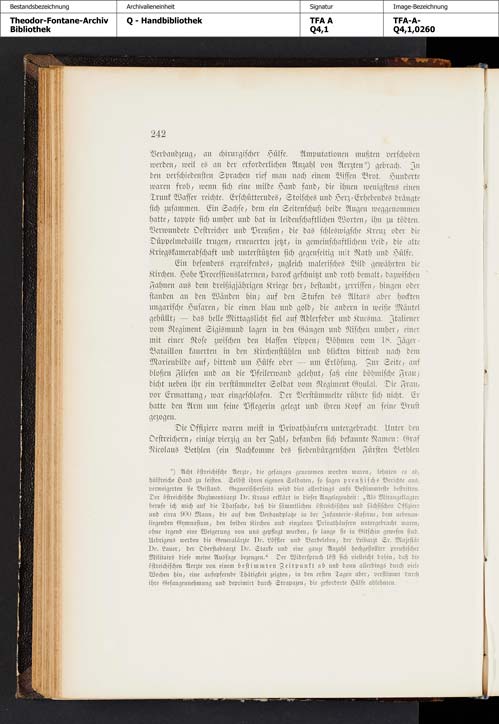 Bestandsbezeichnung Archivalieneinheit Signatur Image-Bezeichnung
Theodor-Fontane-Archiv Q - Handbibliothek TFA A TFA-A-
Bibliothek Q4,1 Q4,1,0260
242
Verbandzeug, an chirurgischer Hülfe. Amputationen mußten verschoben
werden, weil es an der erforderlichen Anzahl von Aerzten*) gebrach. In
den verschiedensten Sprachen rief man nach einem Bissen Brot. Hunderte
waren froh, wenn sich eine milde Hand fand, die ihnen wenigstens einen
Trunk Wasser reichte. Erschütterndes, Stoisches und Herz-Erhebendes drängte
sich zusammen. Ein Sachse, dem ein Seitenschuß beide Augen weggenommen
hatte, tappte sich umher und bat in leidenschaftlichen Worten, ihn zu tödten.
Verwundete Oestreicher und Preußen, die das schleswigsche Kreuz oder die
Düppelmedaille trugen, erneuerten jetzt, in gemeinschaftlichem Leid, die alte
Kriegskameradschaft und unterstützten sich gegenseitig mit Rath und Hülfe.
Ein besonders ergreifendes, zugleich malerisches Bild gewährten die
Kirchen. Hohe Processionslaternen, barock geschnitzt und roth bemalt, dazwischen
Fahnen aus dem dreißigjährigen Kriege her, bestaubt, zerrissen, hingen oder
standen an den Wänden hin; auf den Stufen des Altars aber hockten
ungarische Husaren, die einen blau und gold, die andern in weiße Mäntel
gehüllt; — das helle Mittagslicht fiel auf Adlerfeder und Kucsma. Italiener
vom Regiment Sigismund lagen in den Gängen und Nischen umher, einer
mit einer Rose zwischen den blassen Lippen; Böhmen vom 18. Jäger-
Bataillon kauerten in den Kirchenstühlen und blickten bittend nach dem
Marienbilde auf, bittend um Hülfe oder — um Erlösung. Zur Seite, auf
bloßen Fliesen und an die Pfeilerwand gelehnt, saß eine böhmische Frau;
dicht neben ihr ein verstümmelter Soldat vom Regiment Gyulai. Die Frau,
vor Ermattung, war eingeschlafen. Der Verstümmelte rührte sich nicht. Er
hatte den Arm um seine Pflegerin gelegt und ihren Kopf an seine Brust
gezogen.
Die Offiziere waren meist in Privathäusern untergebracht. Unter den
Oestreichern, einige vierzig an der Zahl, befanden sich bekannte Namen: Graf
Nicolaus Bethlen (ein Nachkomme des siebenbürgenschen Fürsten Bethlen
*) Acht östreichische Aerzte, die gefangen genommen worden waren, lehnten es ab,
hülfreiche Hand zu leisten. Selbst ihren eigenen Soldaten, so sagen preußische Berichte aus,
verweigerten sie Beistand. Gegnerischerseits wird dies allerdings aufs Bestimmteste bestritten.
Der östreichische Regimentsarzt Dr. Kraus erklärt in dieser Angelegenheit: „Als Mitangeklagter
berufe ich mich auf die Thatsache, daß die sämmtlichen östreichischen und sächsischen Offiziere
und circa 900 Mann, die auf dem Verbandplatze in der Infanterie-Kaserne, dem nebenan-
liegenden Gymnasium, den beiden Kirchen und einzelnen Privathäusern untergebracht waren,
ohne irgend eine Weigerung von uns gepflegt worden, so lange sie in Gitschin gewesen sind.
Uebrigens werden die Generalärzte Dr. Löffler und Wardeleben, der Leibarzt Sr. Majestät
Dr. Lauer, der Oberstabsarzt Dr. Starke und eine ganze Anzahl hochgestellter preußischer
Militairs diese meine Aussage bezeugen.“ Der Widerspruch löst sich vielleicht dahin, daß die
östreichischen Aerzte von einem bestimmten Zeitpunkt ab und dann allerdings durch viele
Wochen hin, eine aufopfernde Thätigkeit zeigten, in den ersten Tagen aber, verstimmt durch
ihre Gefangennehmung und deprimirt durch Strapazen, die geforderte Hülfe ablehnten.